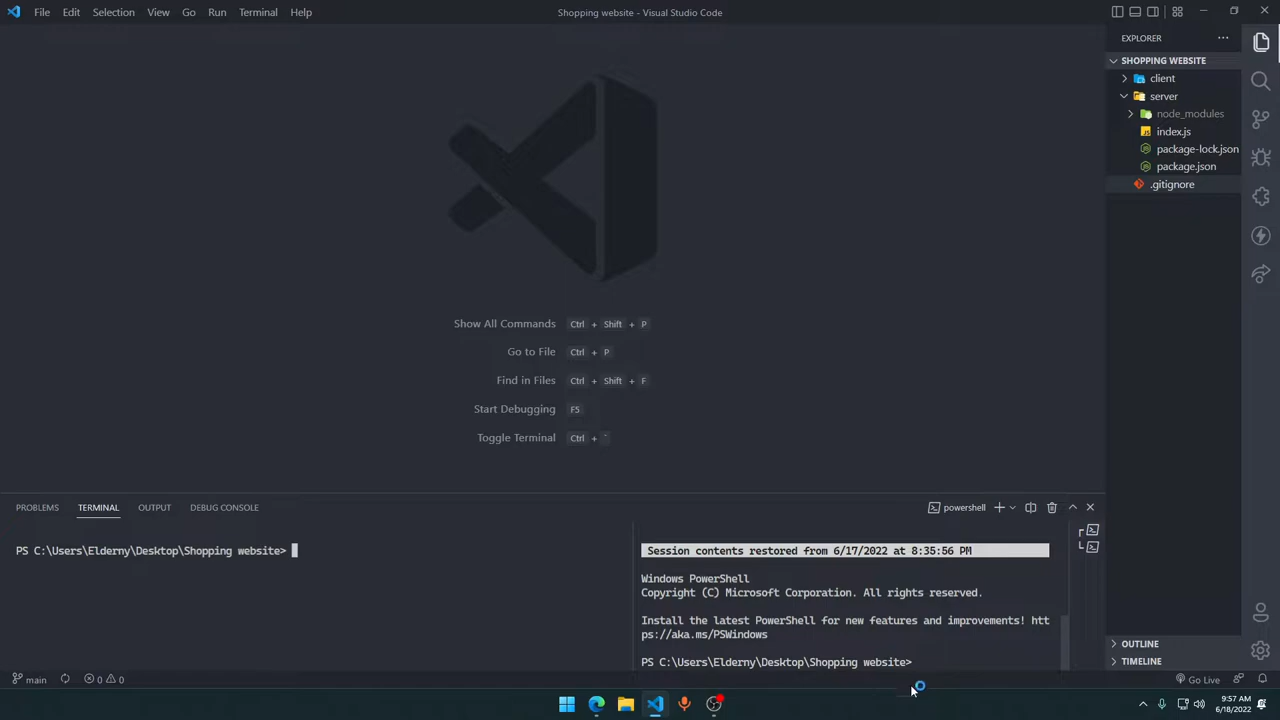 File Edit Selection View Go Run Terminal Help
Shopping website - Visual Studio Code
EXPLORER
SHOPPING WEBSITE
client
server
node_modules
index.js
package-lock.json
package.json
.gitignore
Show All Commands Ctrl + Shift + P
Go to File Ctrl + P
Find in Files Ctrl + Shift + F
Start Debugging F5
Toggle Terminal Ctrl + `
PROBLEMS TERMINAL OUTPUT DEBUG CONSOLE
powershell
PS C:\Users\Elderny\Desktop\Shopping website>
Session contents restored from 6/17/2022 at 8:35:56 PM
Windows PowerShell
Copyright (C) Microsoft Corporation. All rights reserved.
Install the latest PowerShell for new features and improvements! htt
ps://aka.ms/PSWindows
PS C:\Users\Elderny\Desktop\Shopping website>
OUTLINE
TIMELINE
main 0 0
Go Live
9:57 AM
6/18/2022